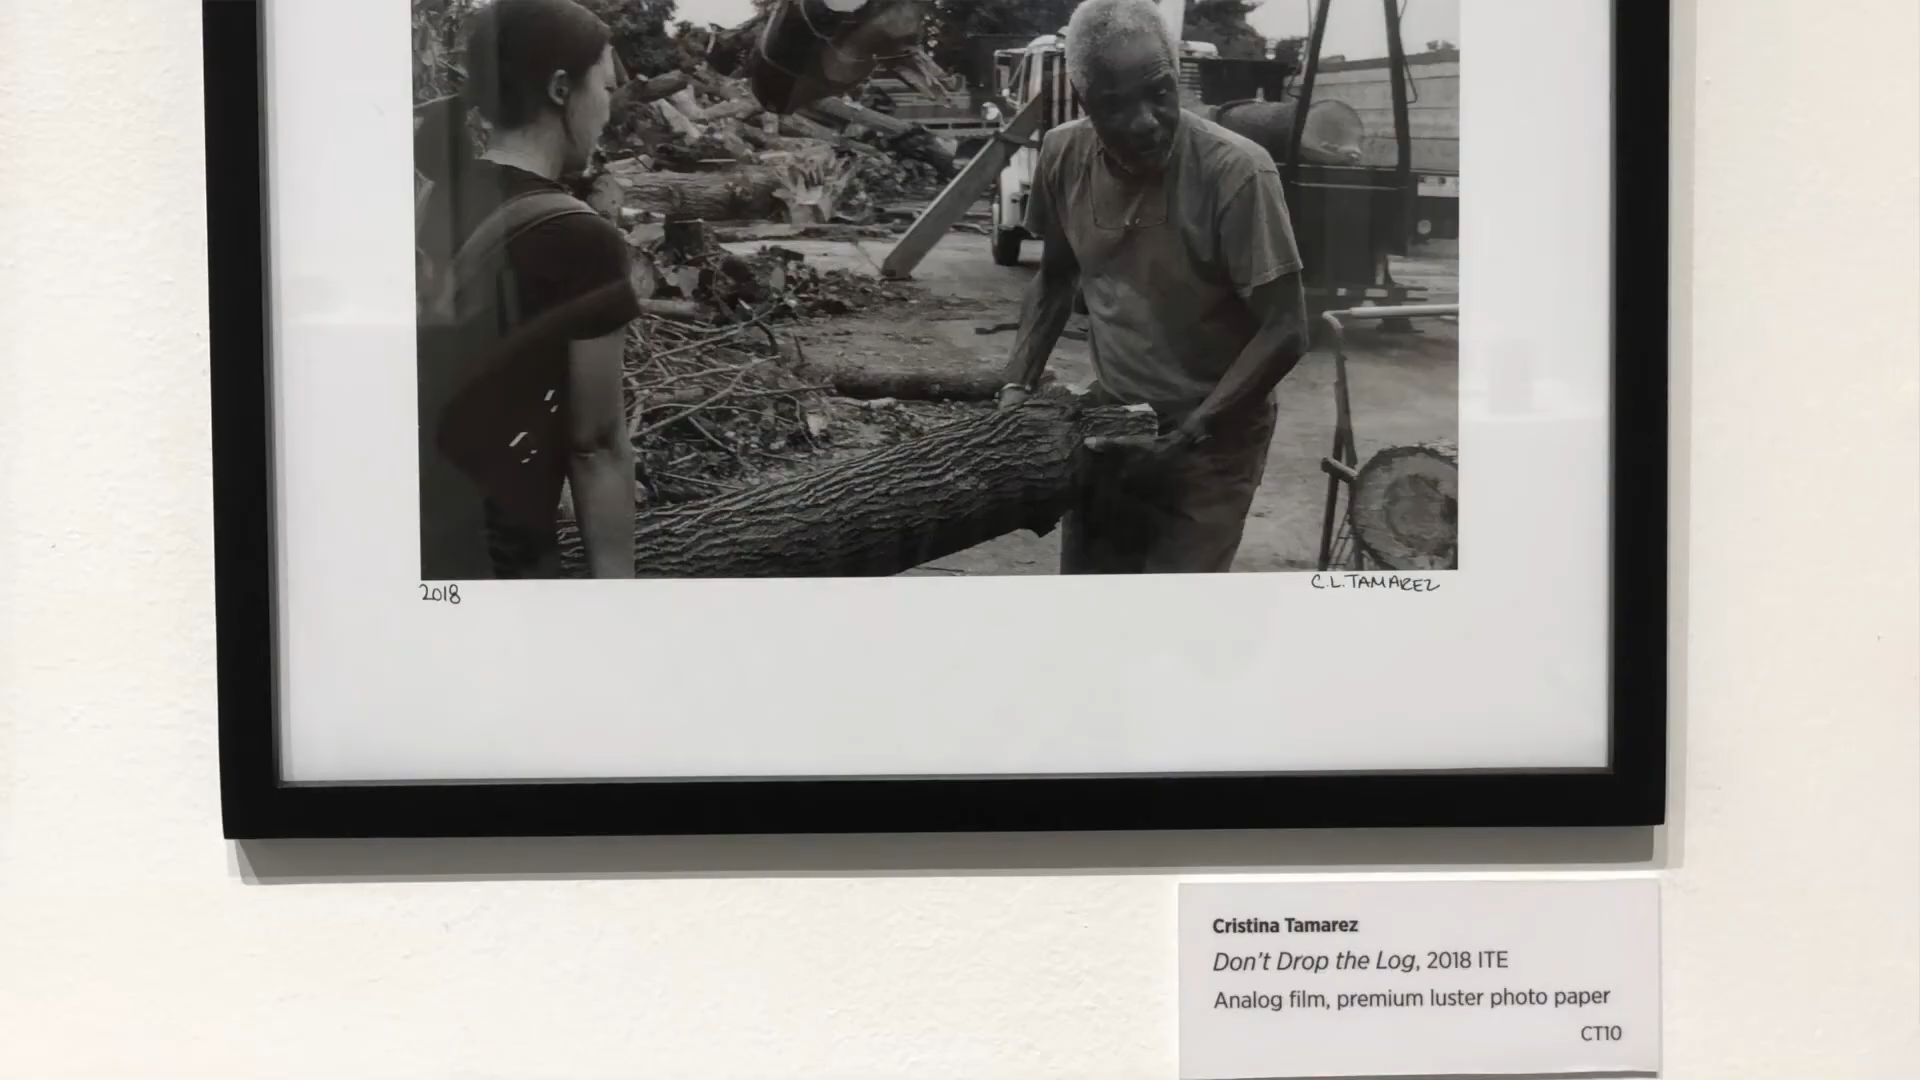 2018
C.L.TAMAREZ
Cristina Tamarez
Don't Drop the Log, 2018 ITE
Analog film, premium luster photo paper
CT10